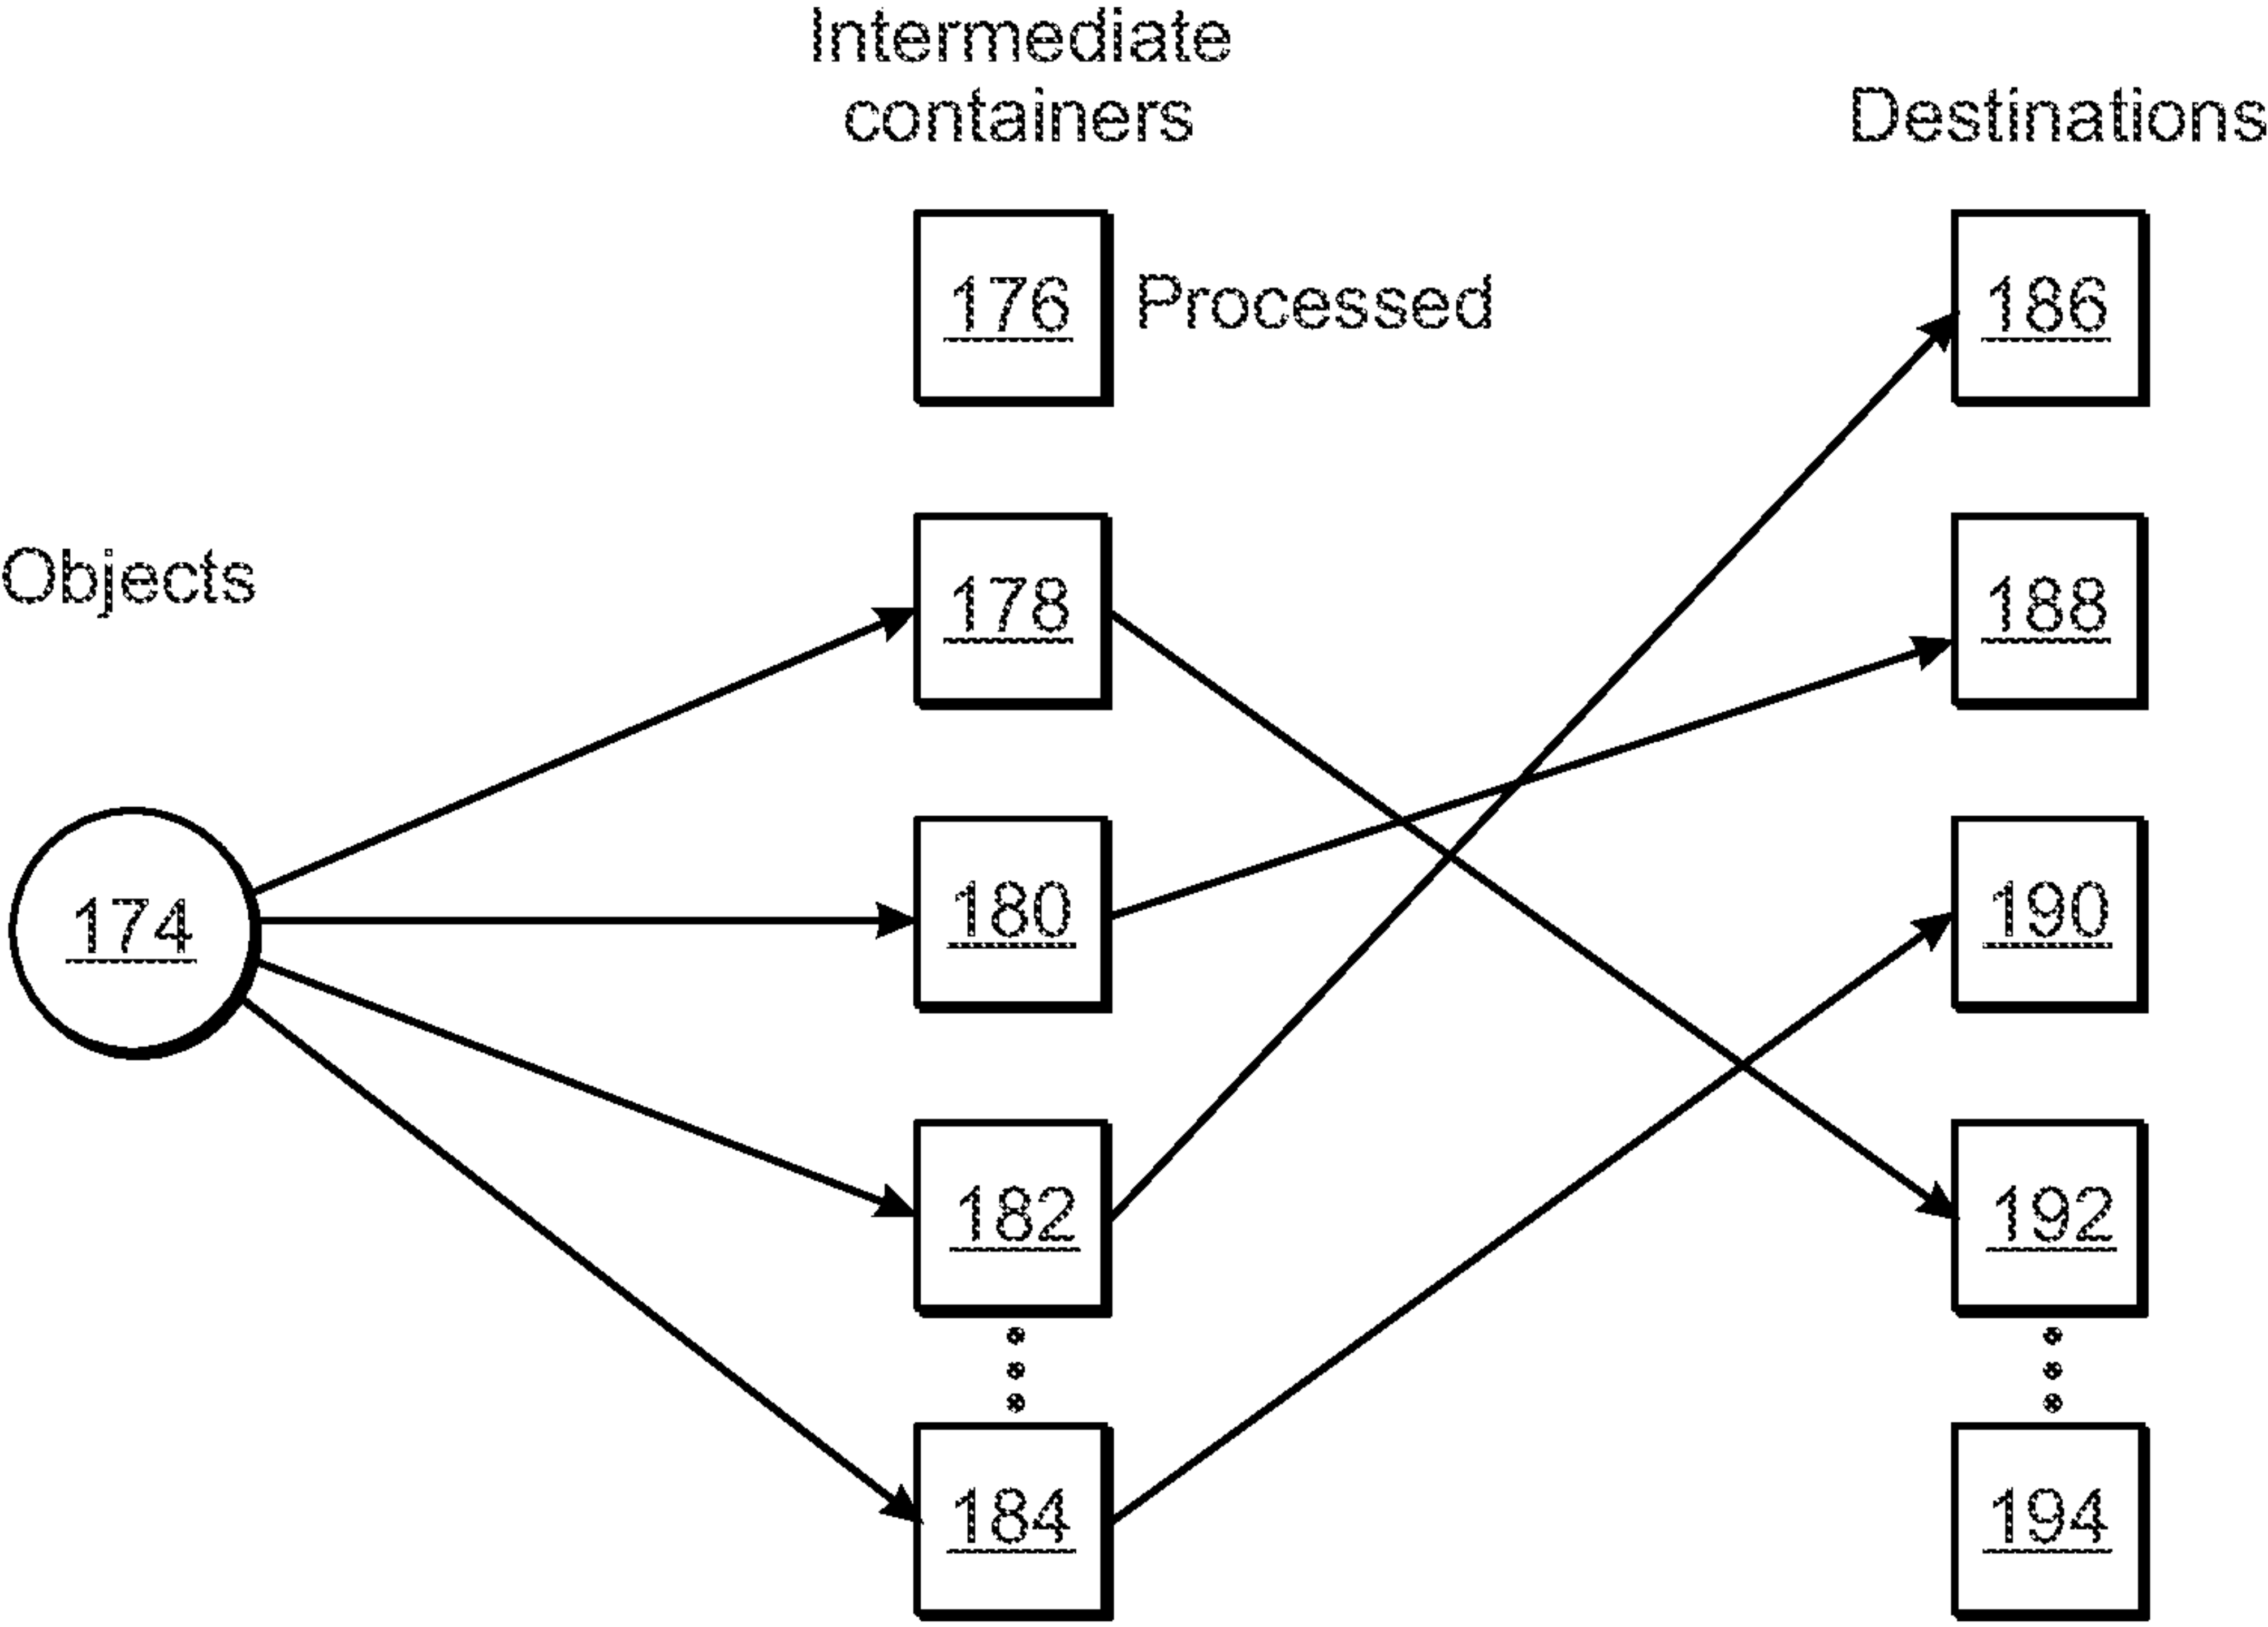 Intermediate
containers
Destinations
176 Processed
186
Objects
178
188
174
180
190
182
192
184
194